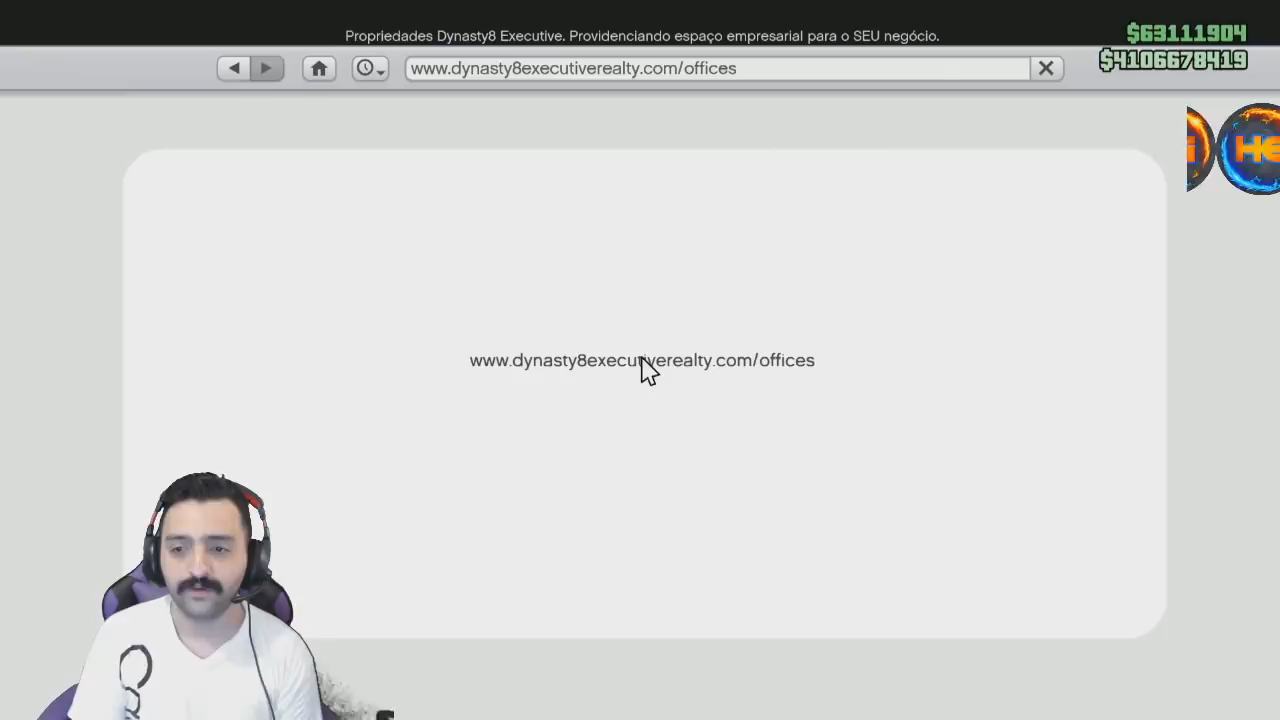 Propriedades Dynasty8 Executive. Providenciando espaço empresarial para o SEU negócio.
$63111904
$4106678419
www.dynasty8executiverealty.com/offices
www.dynasty8executiverealty.com/offices